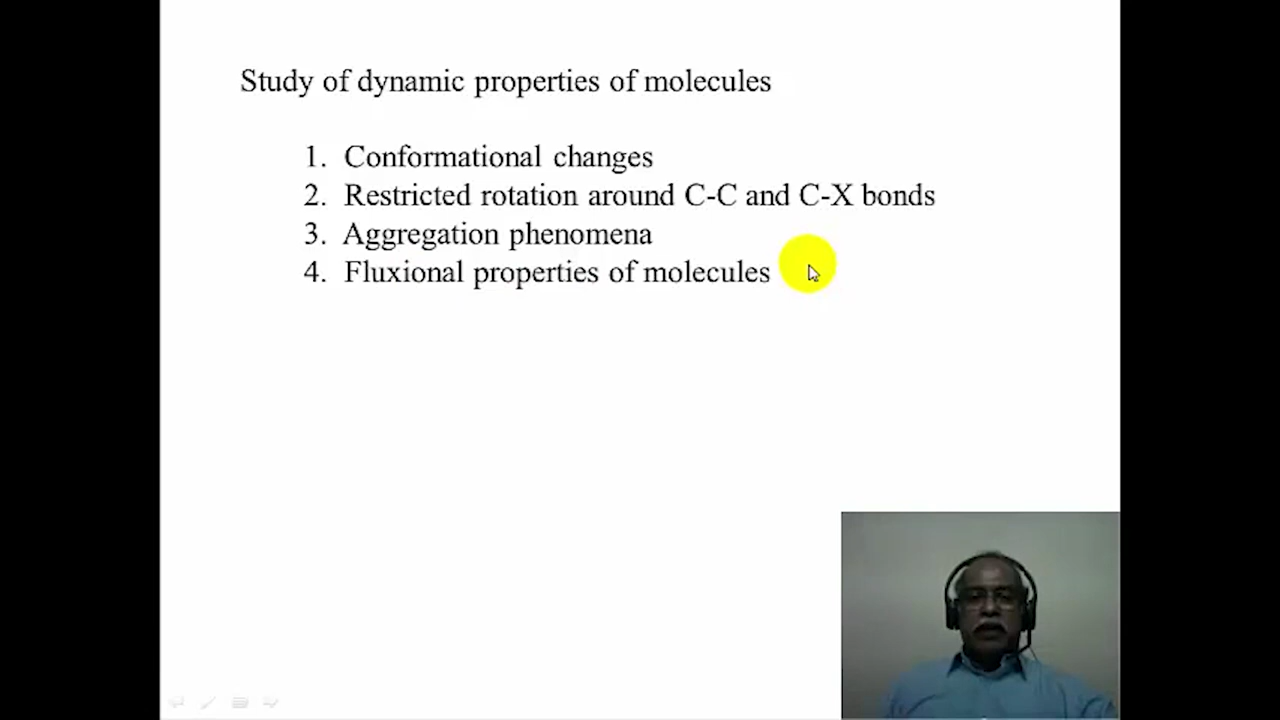 Study of dynamic properties of molecules
1. Conformational changes
2. Restricted rotation around C-C and C-X bonds
3. Aggregation phenomena
4. Fluxional properties of molecules